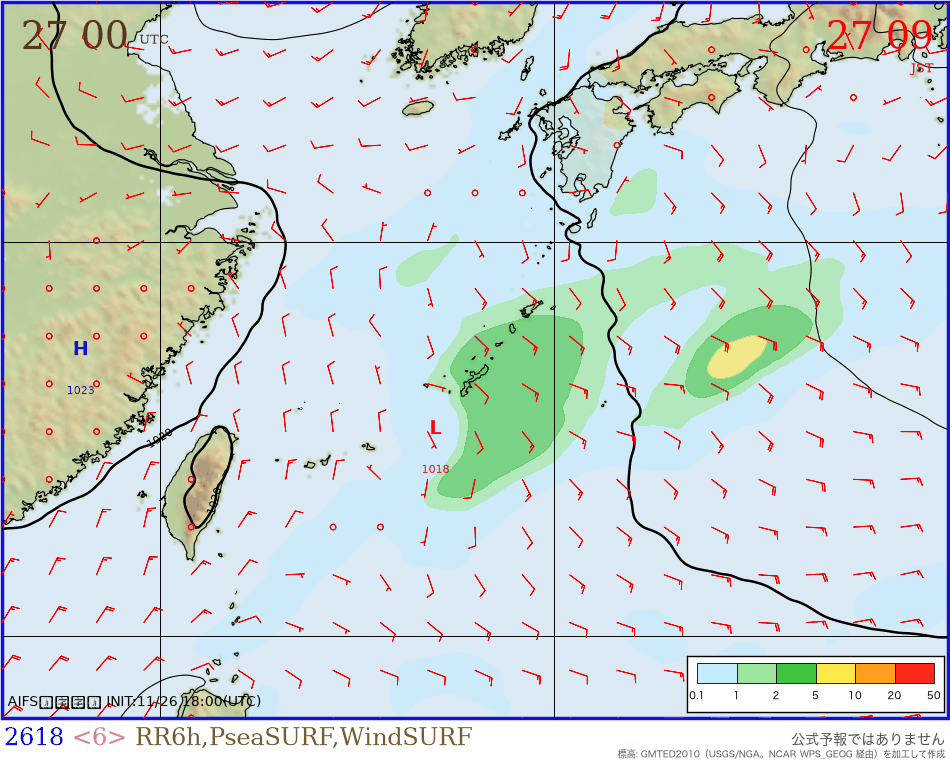 27 00 UTC
27 09
JST
H
1023
1020
L
1018
1020
AIFS□□□□ INIT:11/26 18:00(UTC)
0.1 1 2 5 10 20 50
2618 <6> RR6h,PseaSURF,WindSURF
公式予報ではありません
標高: GMTED2010（USGS/NGA。NCAR WPS_GEOG 経由）を加工して作成